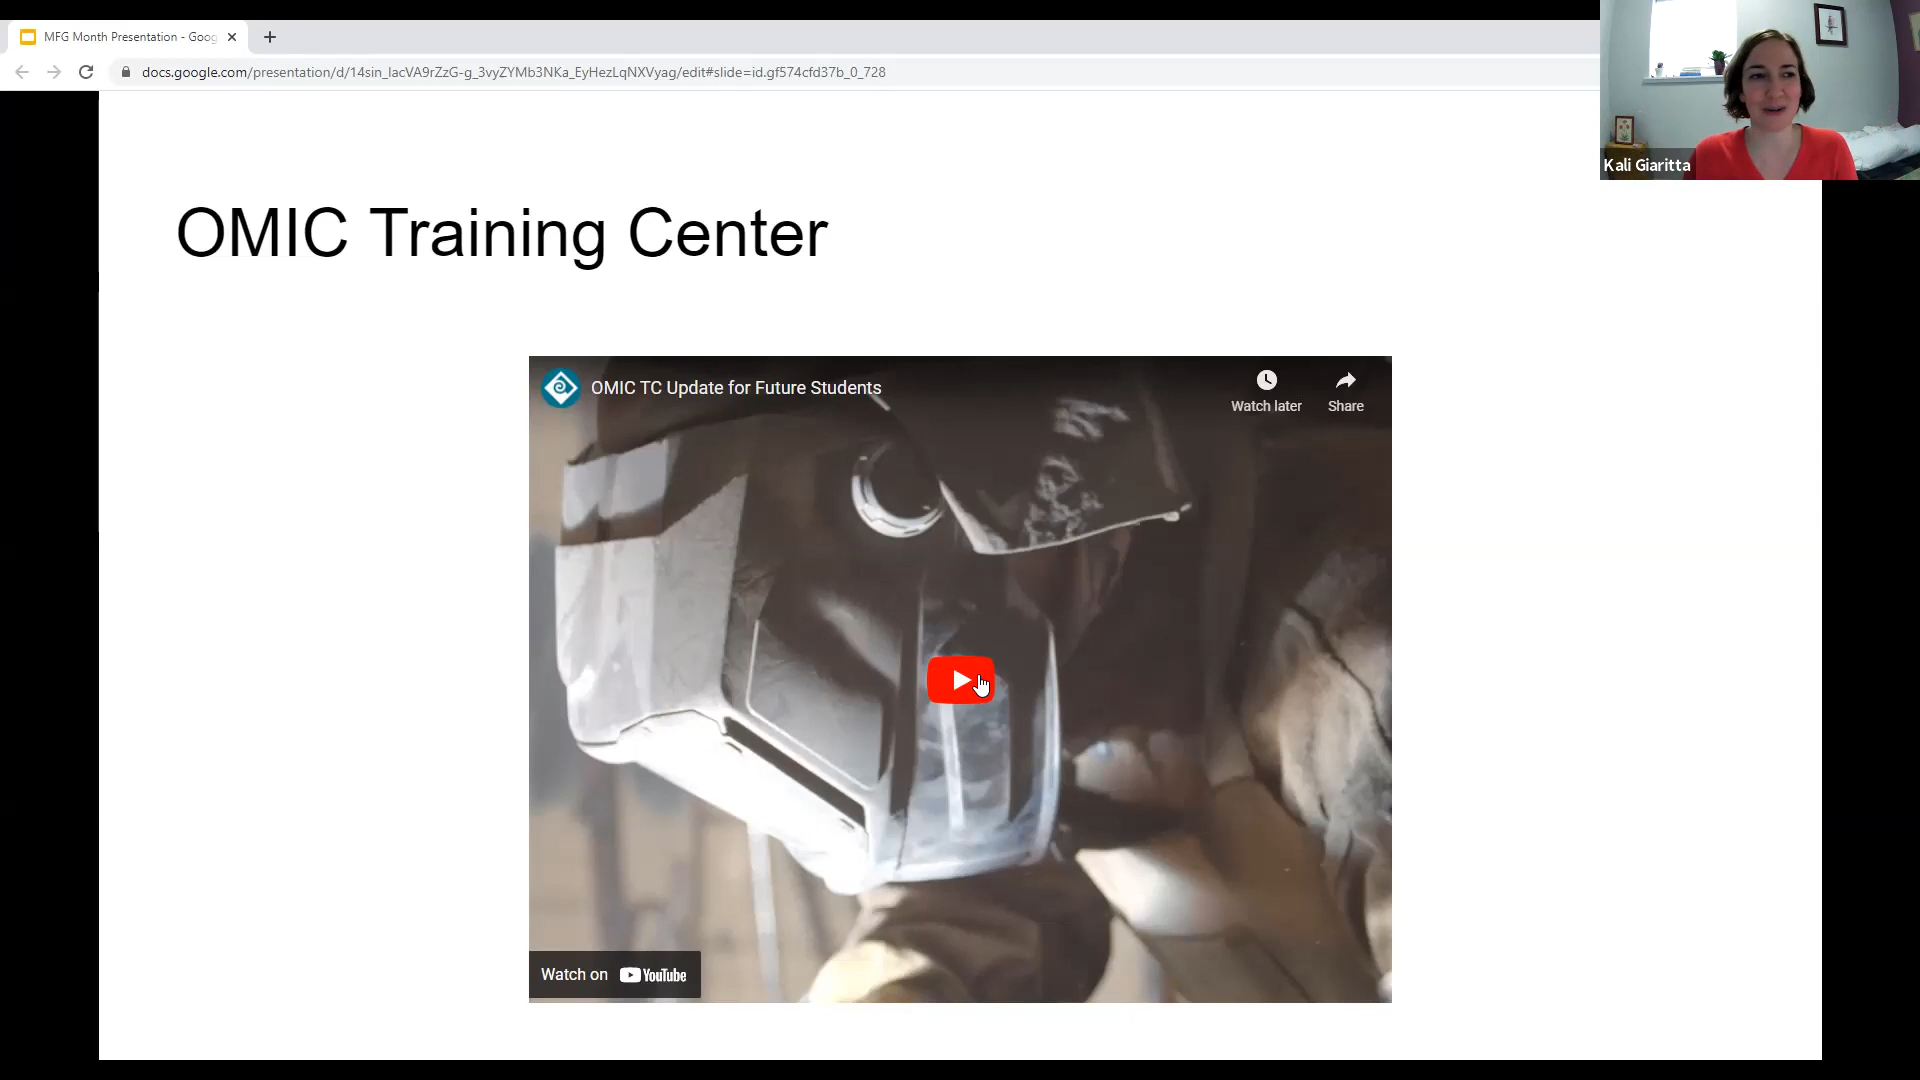 MFG Month Presentation - Goog
docs.google.com/presentation/d/14sin_lacVA9rZzG-g_3vyZYMb3NKa_EyHezLqNXVyag/edit#slide=id.gf574cfd37b_0_728
Kali Giaritta
OMIC Training Center
OMIC TC Update for Future Students
Watch later
Share
Watch on YouTube